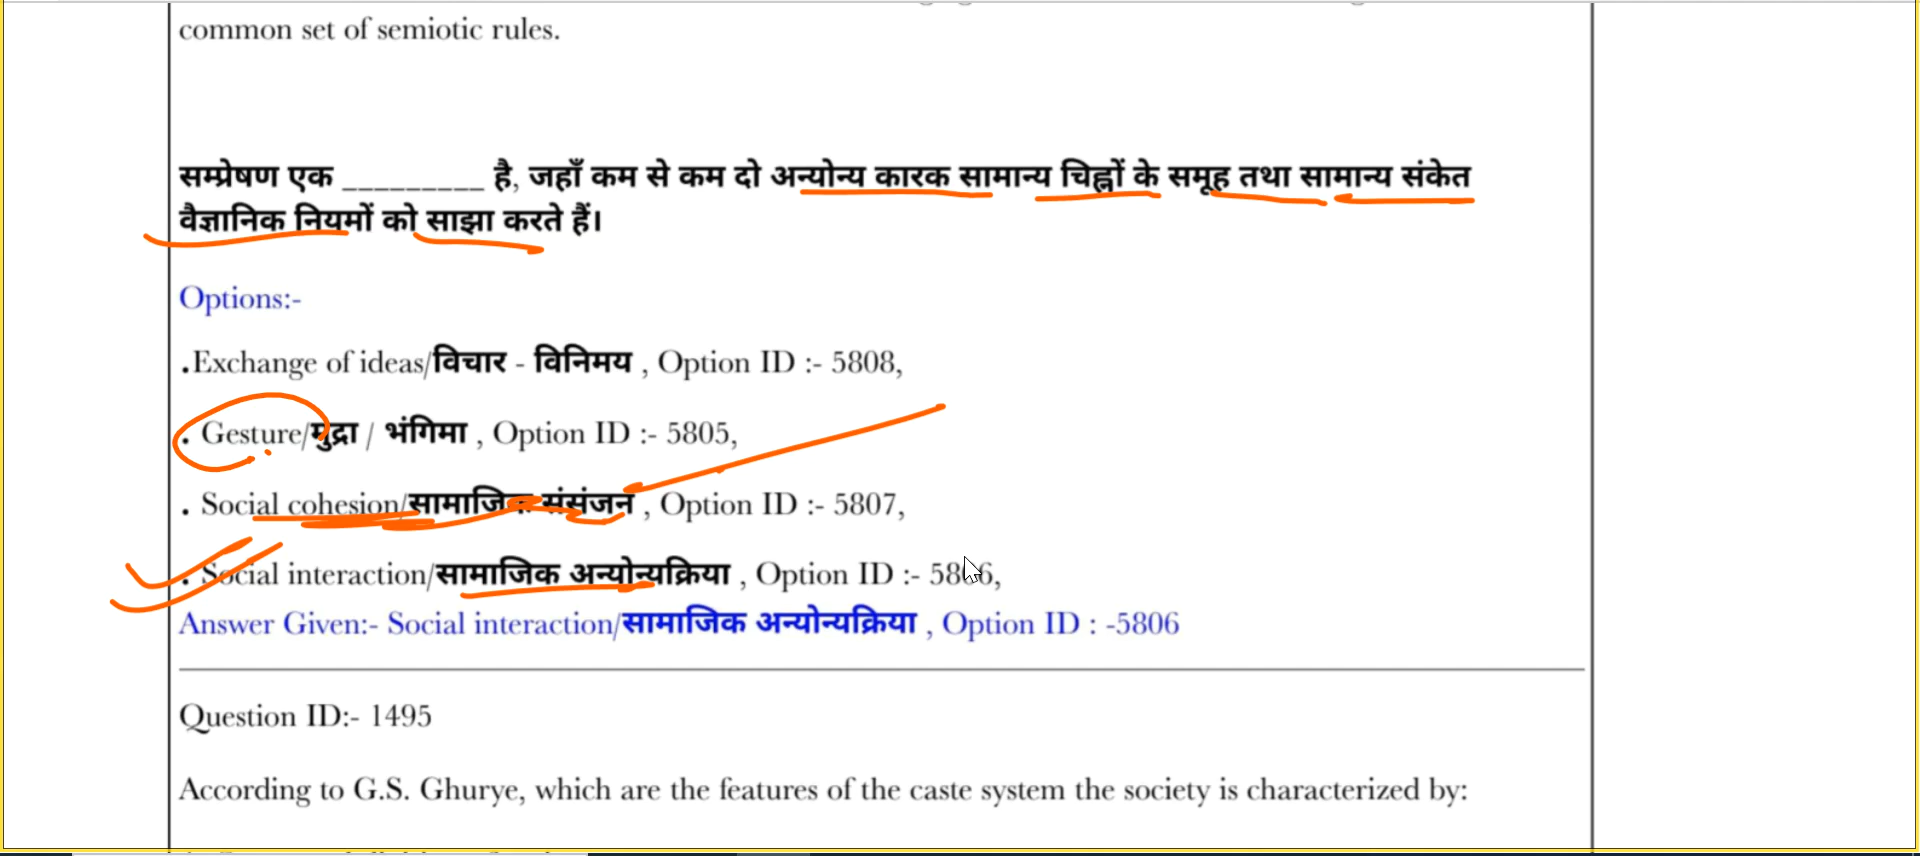 common set of semiotic rules.
सम्प्रेषण एक _________ है, जहाँ कम से कम दो अन्योन्य कारक सामान्य चिह्नों के समूह तथा सामान्य संकेत
वैज्ञानिक नियमों को साझा करते हैं।
Options:-
.Exchange of ideas/विचार - विनिमय , Option ID :- 5808,
. Gesture/मुद्रा / भंगिमा , Option ID :- 5805,
. Social cohesion/सामाजिक संसंजन , Option ID :- 5807,
. Social interaction/सामाजिक अन्योन्यक्रिया , Option ID :- 5806,
Answer Given:- Social interaction/सामाजिक अन्योन्यक्रिया , Option ID : -5806
Question ID:- 1495
According to G.S. Ghurye, which are the features of the caste system the society is characterized by: